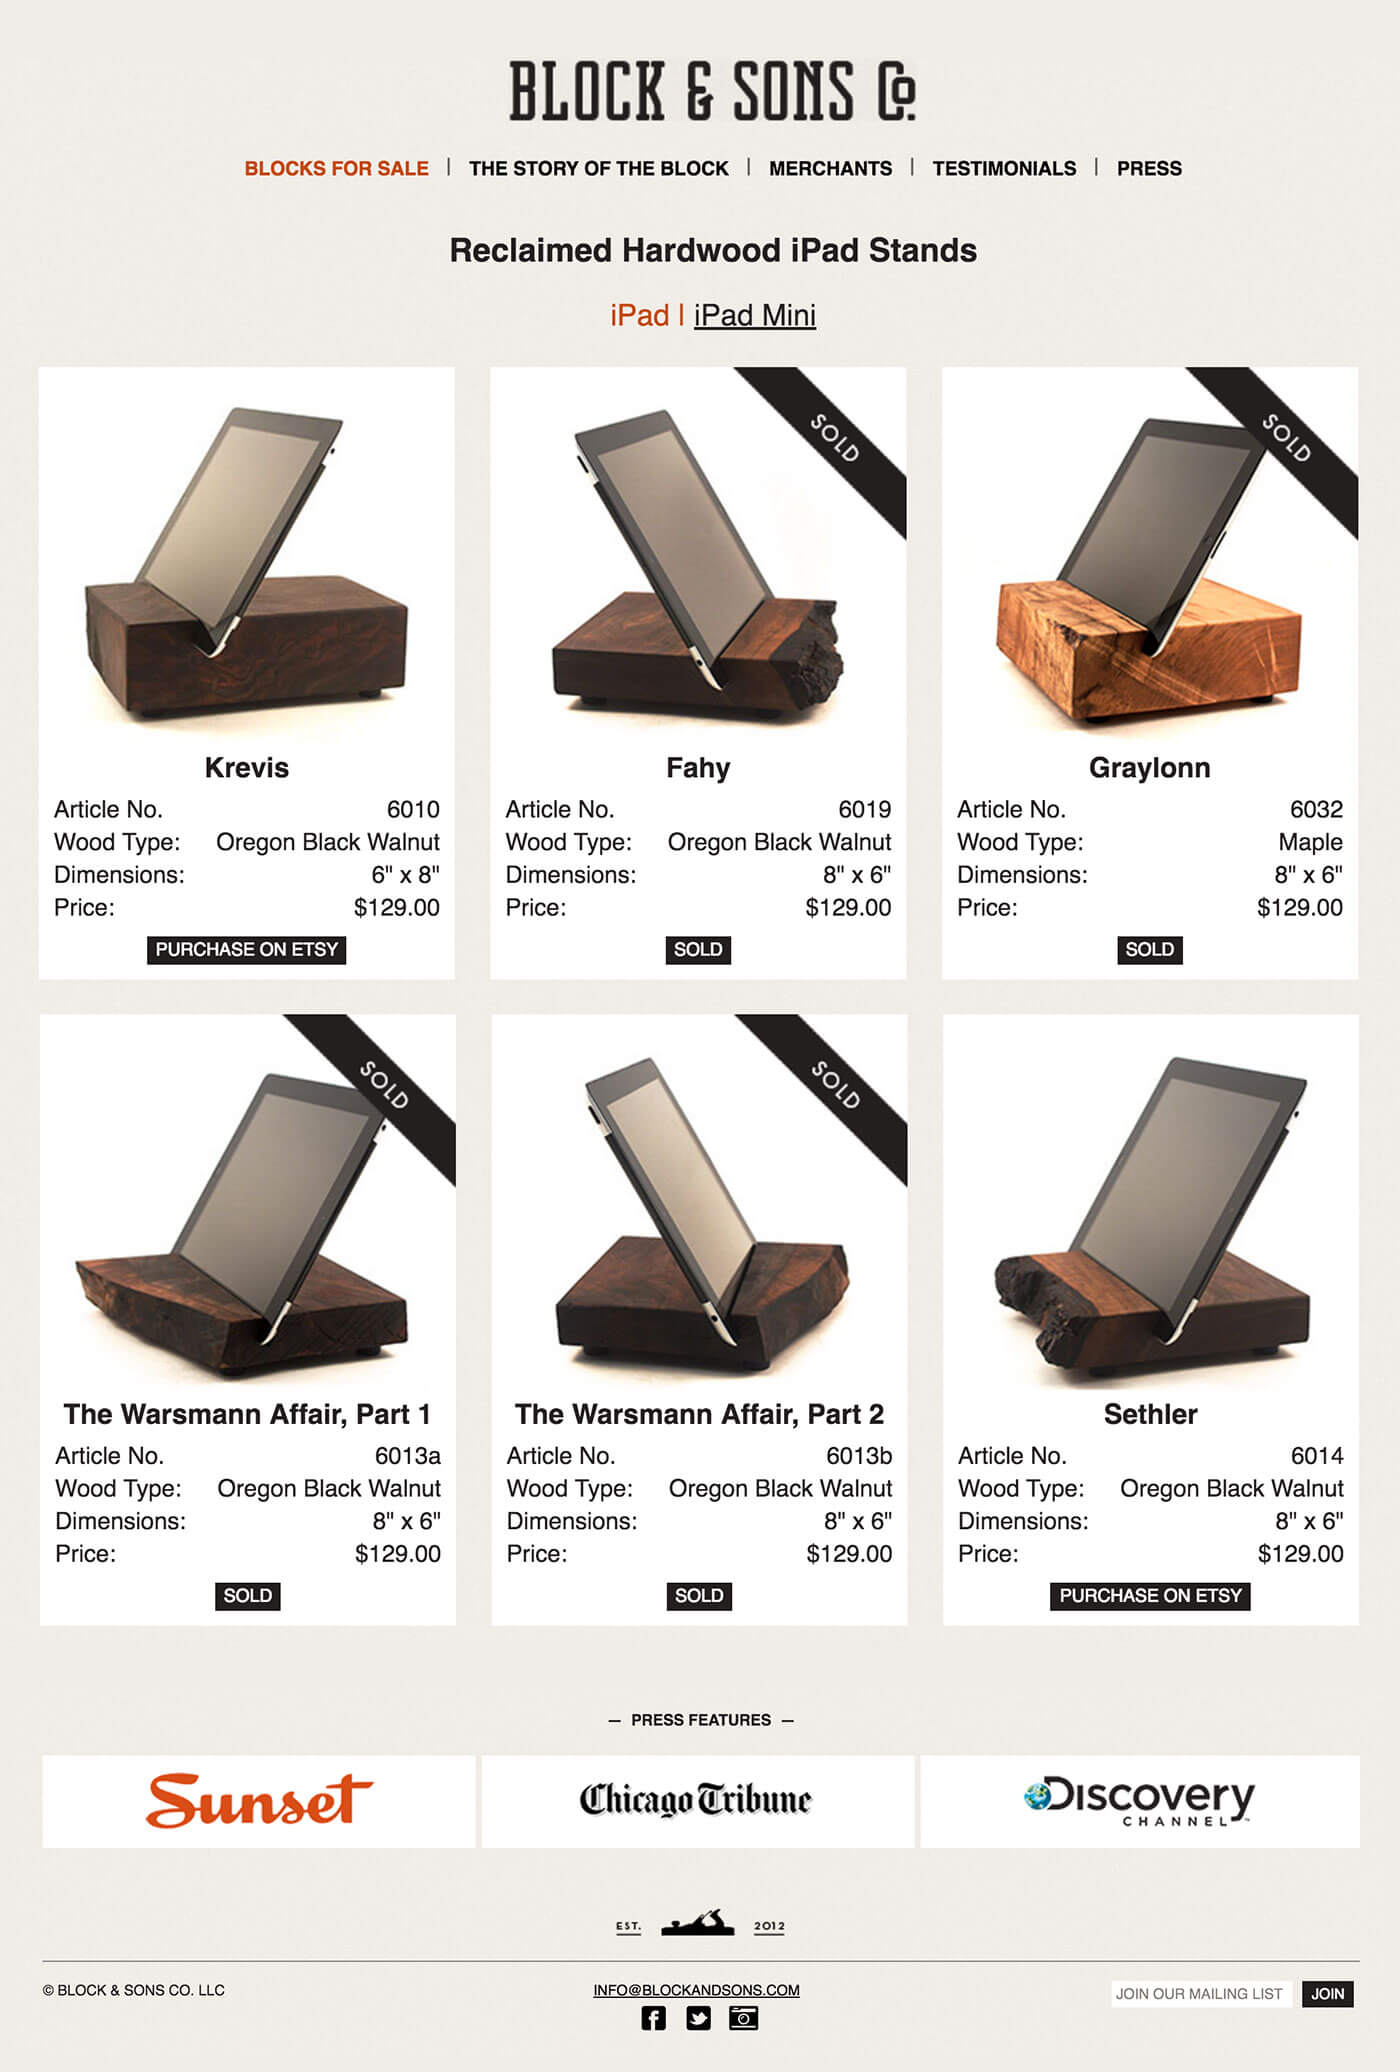 BLOCK & SONS Co.
BLOCKS FOR SALE | THE STORY OF THE BLOCK | MERCHANTS | TESTIMONIALS | PRESS
Reclaimed Hardwood iPad Stands
iPad | iPad Mini
SOLD
SOLD
Krevis
Article No. 6010
Wood Type: Oregon Black Walnut
Dimensions: 6" x 8"
Price: $129.00
PURCHASE ON ETSY
Fahy
Article No. 6019
Wood Type: Oregon Black Walnut
Dimensions: 8" x 6"
Price: $129.00
SOLD
Graylonn
Article No. 6032
Wood Type: Maple
Dimensions: 8" x 6"
Price: $129.00
SOLD
SOLD
SOLD
The Warsmann Affair, Part 1
Article No. 6013a
Wood Type: Oregon Black Walnut
Dimensions: 8" x 6"
Price: $129.00
SOLD
The Warsmann Affair, Part 2
Article No. 6013b
Wood Type: Oregon Black Walnut
Dimensions: 8" x 6"
Price: $129.00
SOLD
Sethler
Article No. 6014
Wood Type: Oregon Black Walnut
Dimensions: 8" x 6"
Price: $129.00
PURCHASE ON ETSY
— PRESS FEATURES —
Sunset
Chicago Tribune
Discovery
CHANNEL™
EST. 2012
© BLOCK & SONS CO. LLC
INFO@BLOCKANDSONS.COM
JOIN OUR MAILING LIST JOIN